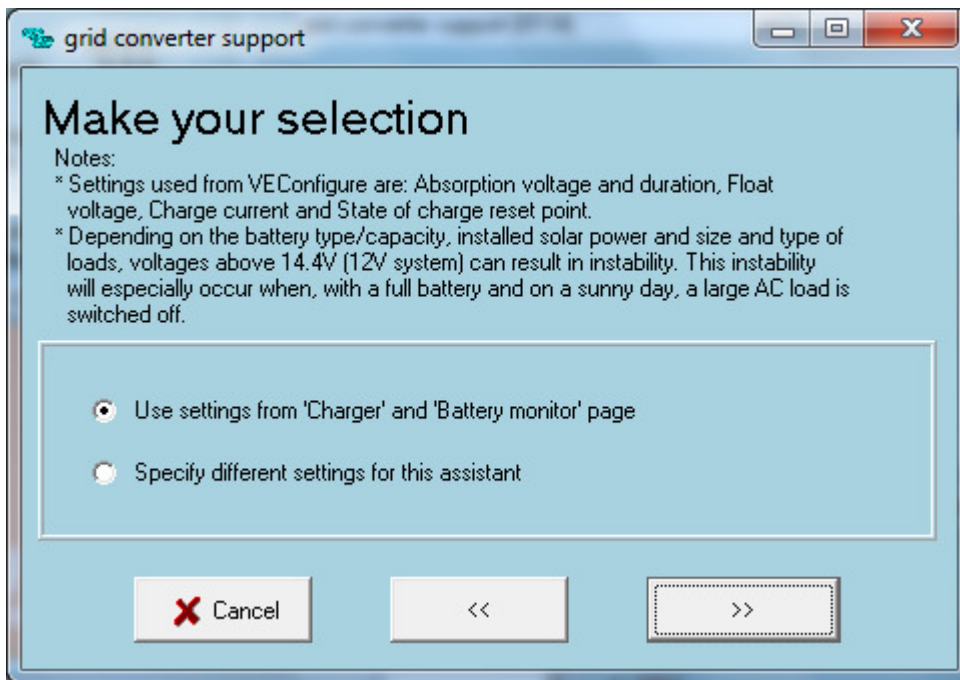 grid converter support
Make your selection
Notes:
* Settings used from VEConfigure are: Absorption voltage and duration, Float
voltage, Charge current and State of charge reset point.
* Depending on the battery type/capacity, installed solar power and size and type of
loads, voltages above 14.4V (12V system) can result in instability. This instability
will especially occur when, with a full battery and on a sunny day, a large AC load is
switched off.
Use settings from 'Charger' and 'Battery monitor' page
Specify different settings for this assistant
Cancel
<<
>>